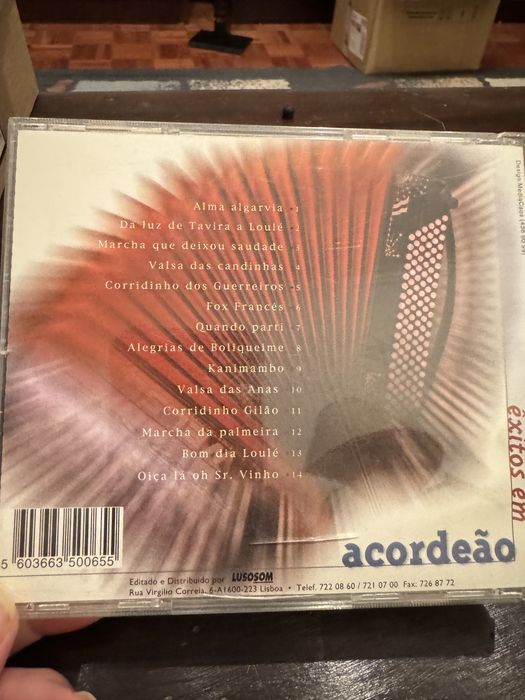 Alma algarvia · 1
Da luz de Tavira a Loulé · 2
Marcha que deixou saudade · 3
Valsa das candinhas · 4
Corridinho dos Guerreiros · 5
Fox Francês · 6
Quando parti · 7
Alegrias de Boliqueime · 8
Kanimambo · 9
Valsa das Anas · 10
Corridinho Gilão · 11
Marcha da palmeira · 12
Bom dia Loulé · 13
Oiça lá oh Sr. Vinho · 14
êxitos em
acordeão
5 603663 500655
Editado e Distribuido por LUSOSOM
Rua Virgílio Correia, 6-A1600-223 Lisboa • Telef. 722 08 60 / 721 07 00 Fax: 726 87 72